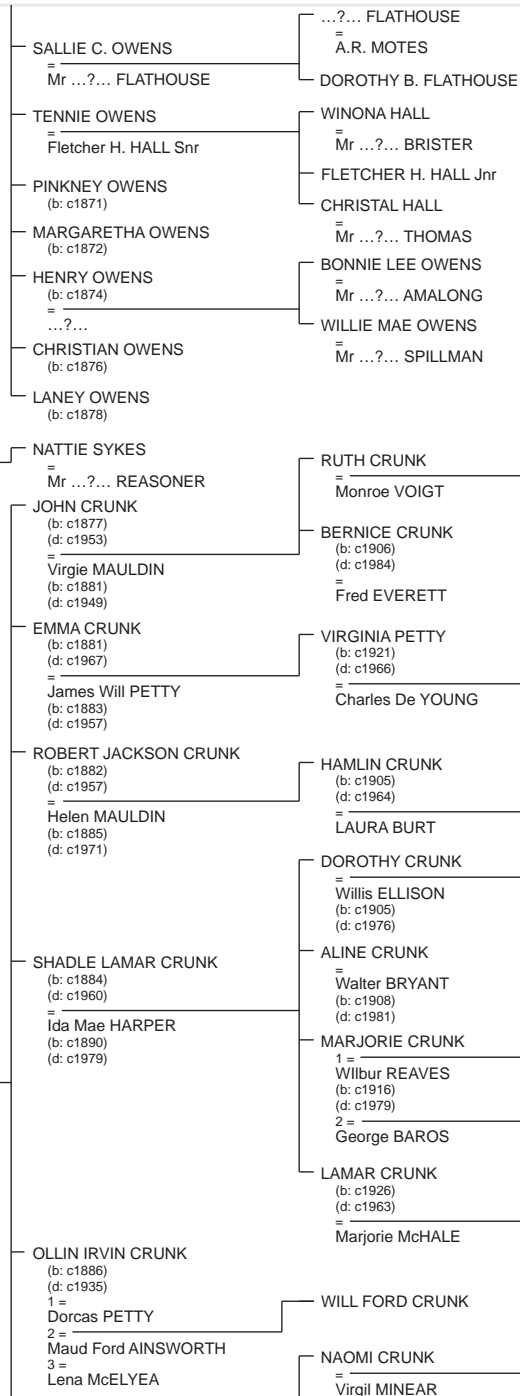 SALLIE C. OWENS
=
Mr ...?... FLATHOUSE
TENNIE OWENS
=
Fletcher H. HALL Snr
PINKNEY OWENS
(b: c1871)
MARGARETHA OWENS
(b: c1872)
HENRY OWENS
(b: c1874)
=
...?...
CHRISTIAN OWENS
(b: c1876)
LANEY OWENS
(b: c1878)
NATTIE SYKES
=
Mr ...?... REASONER
JOHN CRUNK
(b: c1877)
(d: c1953)
=
Virgie MAULDIN
(b: c1881)
(d: c1949)
EMMA CRUNK
(b: c1881)
(d: c1967)
=
James Will PETTY
(b: c1883)
(d: c1957)
ROBERT JACKSON CRUNK
(b: c1882)
(d: c1957)
=
Helen MAULDIN
(b: c1885)
(d: c1971)
SHADLE LAMAR CRUNK
(b: c1884)
(d: c1960)
=
Ida Mae HARPER
(b: c1890)
(d: c1979)
OLLIN IRVIN CRUNK
(b: c1886)
(d: c1935)
1 =
Dorcas PETTY
2 =
Maud Ford AINSWORTH
3 =
Lena McELYEA
...?... FLATHOUSE
=
A.R. MOTES
DOROTHY B. FLATHOUSE
WINONA HALL
=
Mr ...?... BRISTER
FLETCHER H. HALL Jnr
CHRISTAL HALL
=
Mr ...?... THOMAS
BONNIE LEE OWENS
=
Mr ...?... AMALONG
WILLIE MAE OWENS
=
Mr ...?... SPILLMAN
RUTH CRUNK
=
Monroe VOIGT
BERNICE CRUNK
(b: c1906)
(d: c1984)
=
Fred EVERETT
VIRGINIA PETTY
(b: c1921)
(d: c1966)
=
Charles De YOUNG
HAMLIN CRUNK
(b: c1905)
(d: c1964)
=
LAURA BURT
DOROTHY CRUNK
=
Willis ELLISON
(b: c1905)
(d: c1976)
ALINE CRUNK
=
Walter BRYANT
(b: c1908)
(d: c1981)
MARJORIE CRUNK
1 =
WIlbur REAVES
(b: c1916)
(d: c1979)
2 =
George BAROS
LAMAR CRUNK
(b: c1926)
(d: c1963)
=
Marjorie McHALE
WILL FORD CRUNK
NAOMI CRUNK
=
Virgil MINEAR